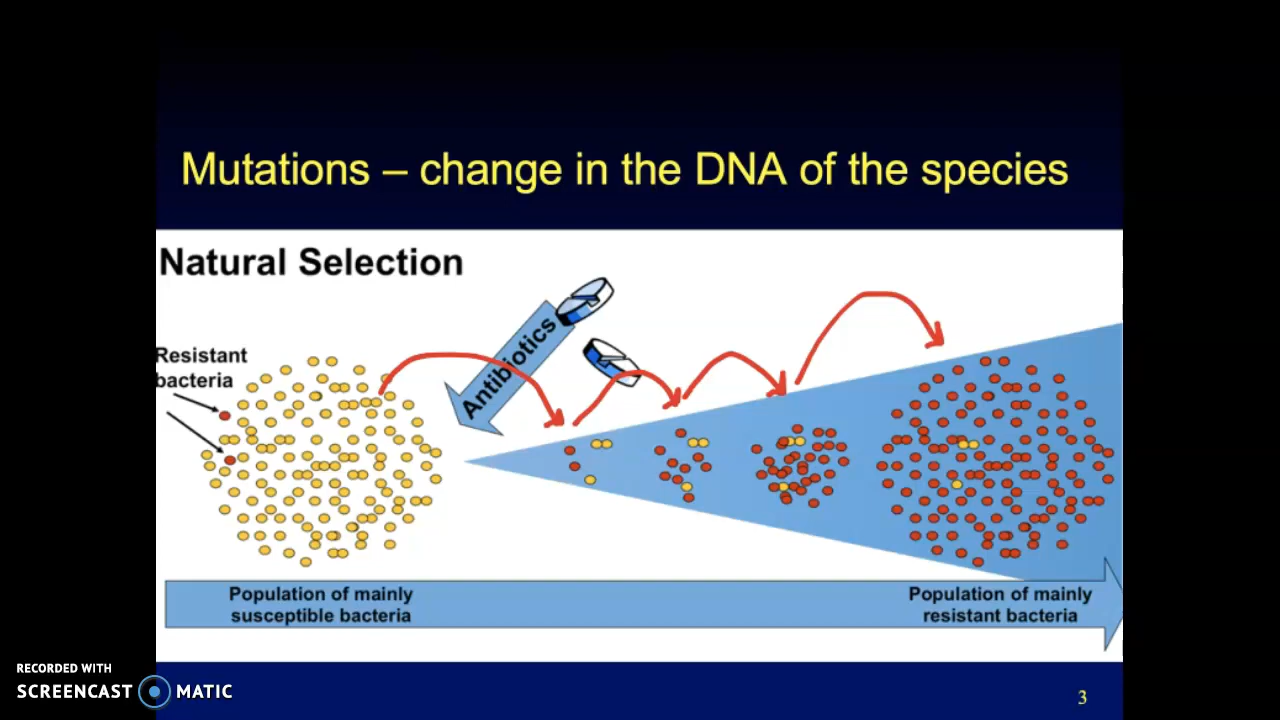 Mutations – change in the DNA of the species
Natural Selection
Resistant
bacteria
Antibiotics
Population of mainly
susceptible bacteria
Population of mainly
resistant bacteria
RECORDED WITH
SCREENCAST MATIC
3